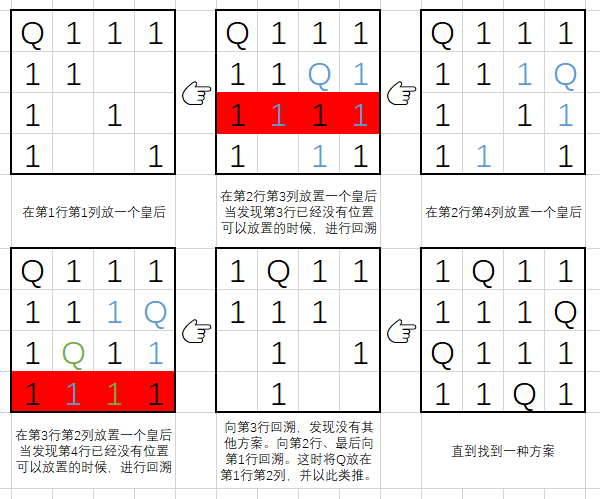 Q 1 1 1
1 1
1 1
1 1
Q 1 1 1
1 1 Q 1
1 1 1 1
1 1 1
Q 1 1 1
1 1 1 Q
1 1 1
1 1 1
在第1行第1列放一个皇后
在第2行第3列放置一个皇后
当发现第3行已经没有位置
可以放置的时候，进行回溯
在第2行第4列放置一个皇后
Q 1 1 1
1 1 1 Q
1 Q 1 1
1 1 1 1
1 Q 1 1
1 1 1
1 1
1
1 Q 1 1
1 1 1 Q
Q 1 1 1
1 1 Q 1
在第3行第2列放置一个皇后
当发现第4行已经没有位置
可以放置的时候，进行回溯
向第3行回溯，发现没有其
他方案。向第2行、最后向
第1行回溯。这时将Q放在
第1行第2列，并以此类推。
直到找到一种方案